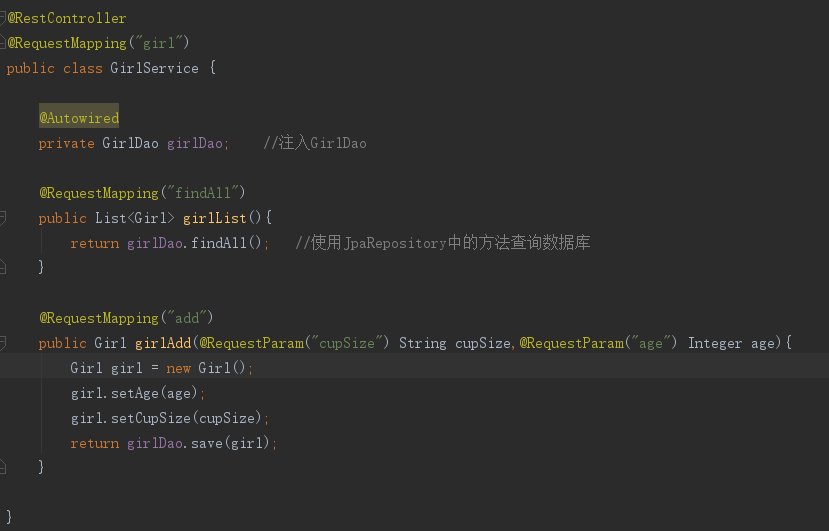 @RestController
@RequestMapping("girl")
public class GirlService {
@Autowired
private GirlDao girlDao;    //注入GirlDao
@RequestMapping("findAll")
public List<Girl> girlList(){
return girlDao.findAll();   //使用JpaRepository中的方法查询数据库
}
@RequestMapping("add")
public Girl girlAdd(@RequestParam("cupSize") String cupSize,@RequestParam("age") Integer age){
Girl girl = new Girl();
girl.setAge(age);
girl.setCupSize(cupSize);
return girlDao.save(girl);
}
}